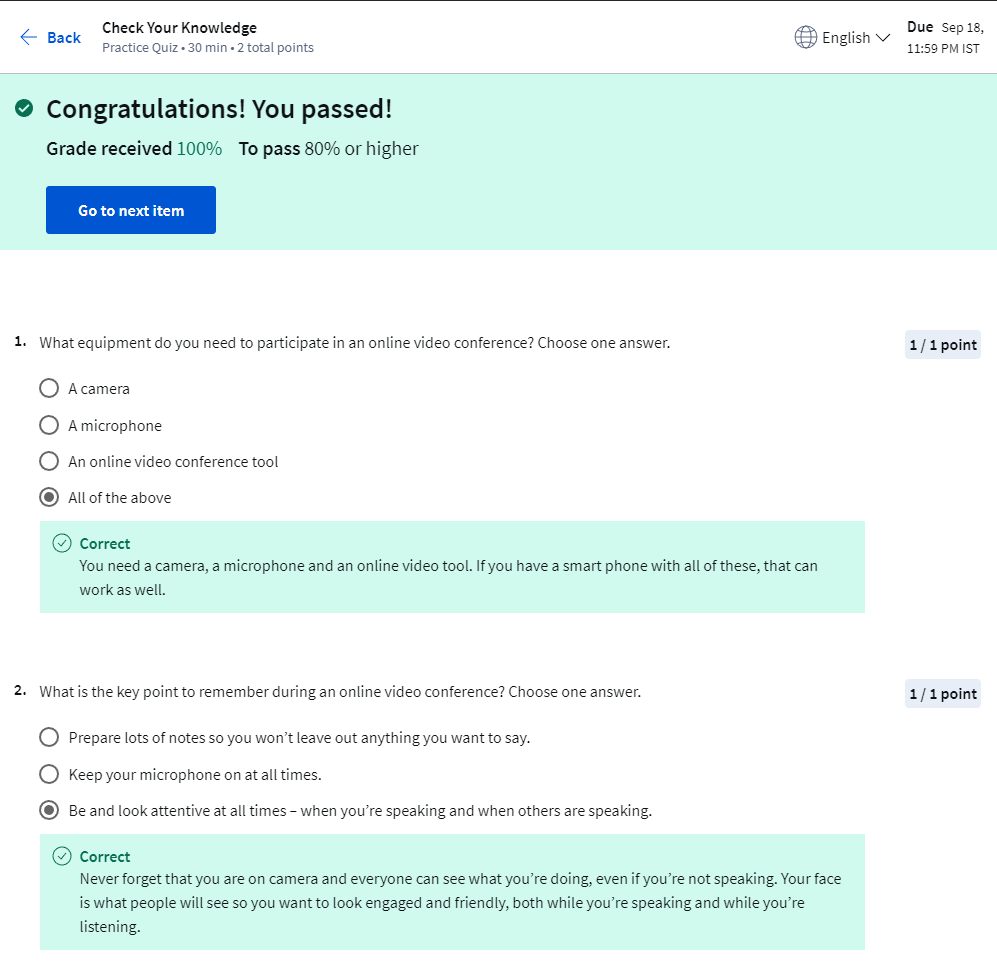 Back
Check Your Knowledge
Practice Quiz • 30 min • 2 total points
English
Due Sep 18,
11:59 PM IST
Congratulations! You passed!
Grade received 100% To pass 80% or higher
Go to next item
1. What equipment do you need to participate in an online video conference? Choose one answer.
1 / 1 point
A camera
A microphone
An online video conference tool
All of the above
Correct
You need a camera, a microphone and an online video tool. If you have a smart phone with all of these, that can
work as well.
2. What is the key point to remember during an online video conference? Choose one answer.
1 / 1 point
Prepare lots of notes so you won’t leave out anything you want to say.
Keep your microphone on at all times.
Be and look attentive at all times – when you’re speaking and when others are speaking.
Correct
Never forget that you are on camera and everyone can see what you’re doing, even if you’re not speaking. Your face
is what people will see so you want to look engaged and friendly, both while you’re speaking and while you’re
listening.